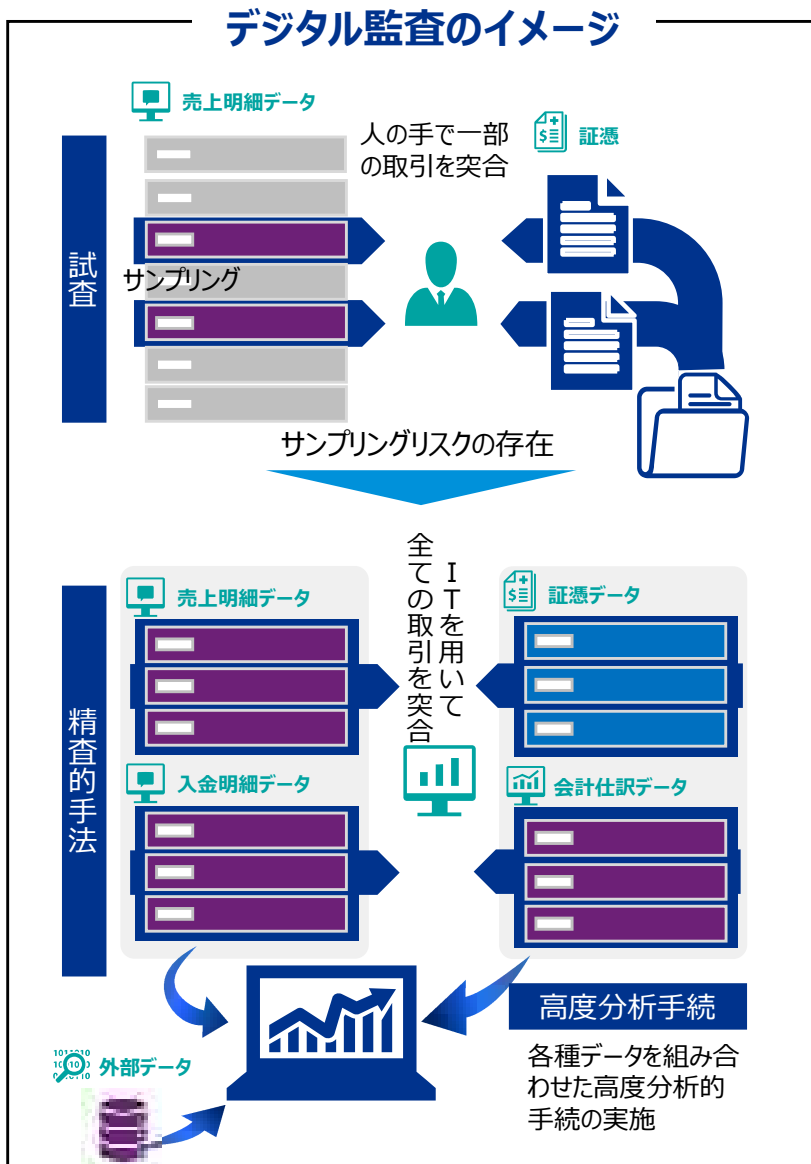 デジタル監査のイメージ
売上明細データ
人の手で一部
の取引を突合
証憑
試査
サンプリング
サンプリングリスクの存在
精査的手法
売上明細データ
ITを用いて
全ての取引を突合
証憑データ
入金明細データ
会計仕訳データ
高度分析手続
各種データを組み合
わせた高度分析的
手続の実施
外部データ